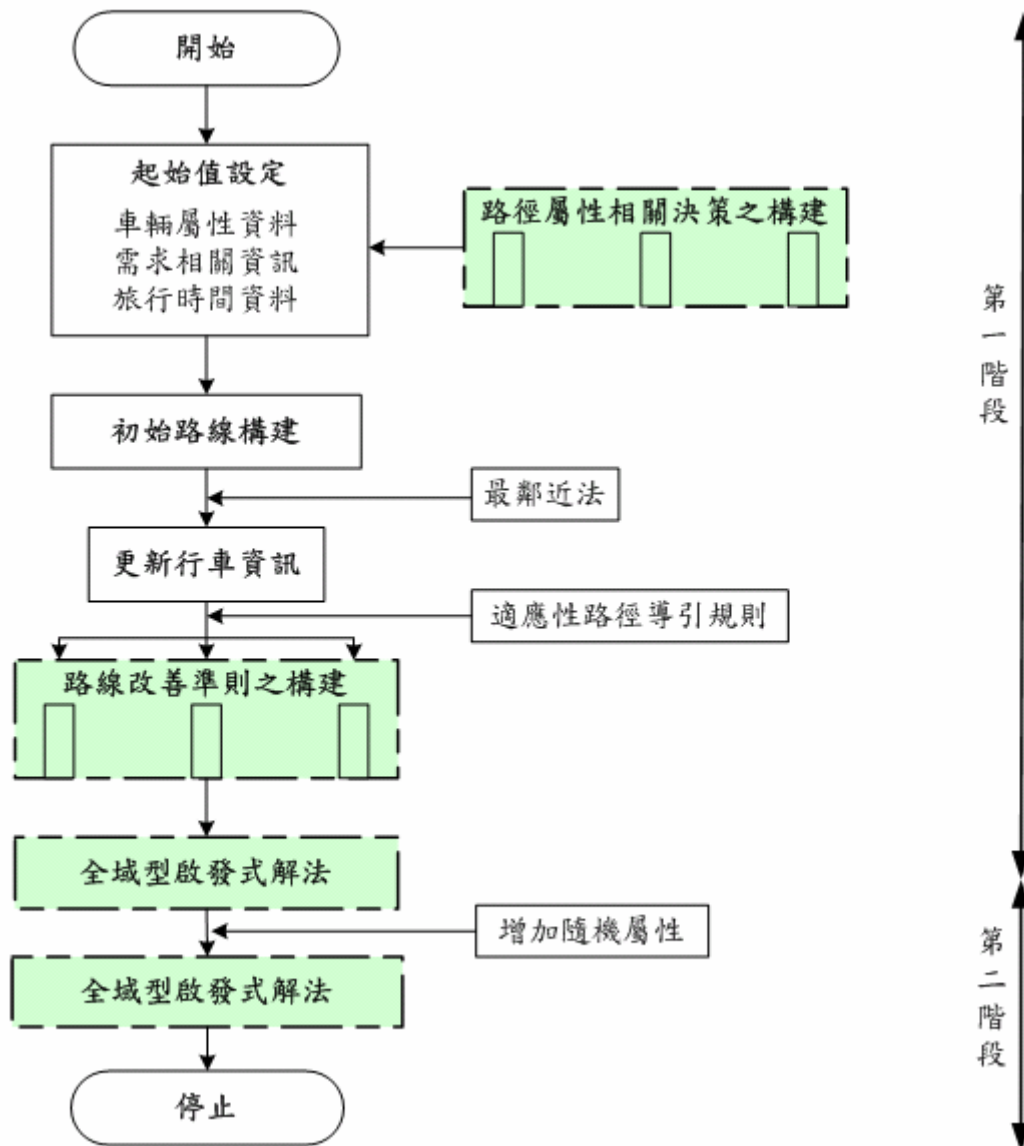 開始
起始值設定
車輛屬性資料
需求相關資訊
旅行時間資料
路徑屬性相關決策之構建
初始路線構建
最鄰近法
更新行車資訊
適應性路徑導引規則
路線改善準則之構建
全域型啟發式解法
增加隨機屬性
全域型啟發式解法
停止
第一階段
第二階段